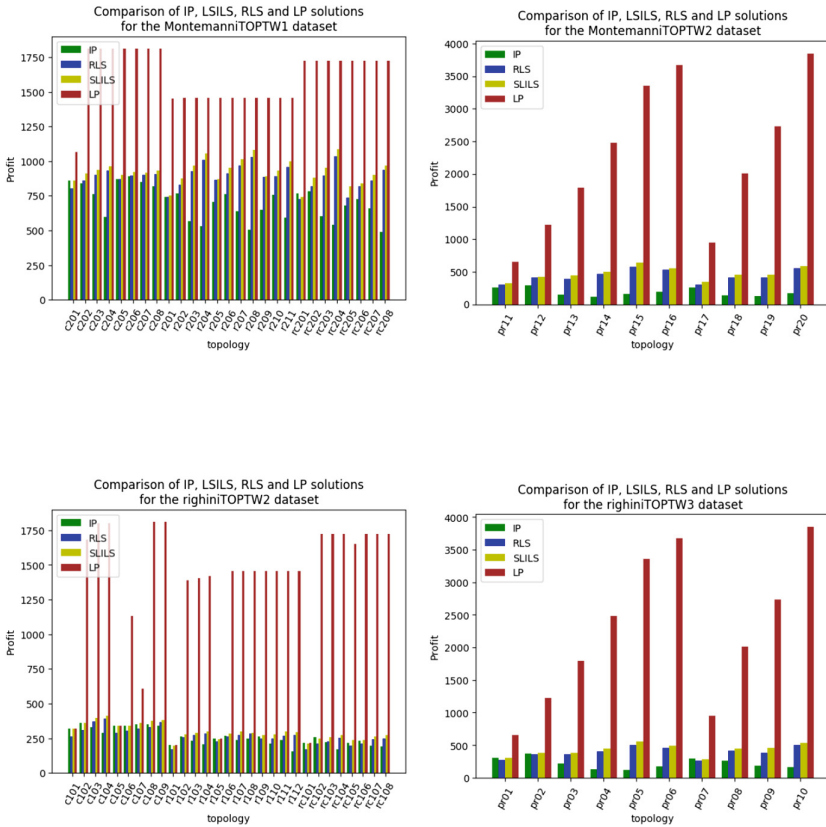 Comparison of IP, LSILS, RLS and LP solutions
for the MontemanniTOPTW1 dataset
IP
RLS
SLILS
LP
Profit
1750
1500
1250
1000
750
500
250
0
c201
c202
c203
c204
c205
c206
c207
c208
r201
r202
r203
r204
r205
r206
r207
r208
r209
r210
r211
rc201
rc202
rc203
rc204
rc205
rc206
rc207
rc208
topology
Comparison of IP, LSILS, RLS and LP solutions
for the MontemanniTOPTW2 dataset
IP
RLS
SLILS
LP
Profit
4000
3500
3000
2500
2000
1500
1000
500
0
pr11
pr12
pr13
pr14
pr15
pr16
pr17
pr18
pr19
pr20
topology
Comparison of IP, LSILS, RLS and LP solutions
for the righiniTOPTW2 dataset
IP
RLS
SLILS
LP
Profit
1750
1500
1250
1000
750
500
250
0
c101
c102
c103
c104
c105
c106
c107
c108
c109
r101
r102
r103
r104
r105
r106
r107
r108
r109
r110
r111
r112
rc101
rc102
rc103
rc104
rc105
rc106
rc107
rc108
topology
Comparison of IP, LSILS, RLS and LP solutions
for the righiniTOPTW3 dataset
IP
RLS
SLILS
LP
Profit
4000
3500
3000
2500
2000
1500
1000
500
0
pr01
pr02
pr03
pr04
pr05
pr06
pr07
pr08
pr09
pr10
topology